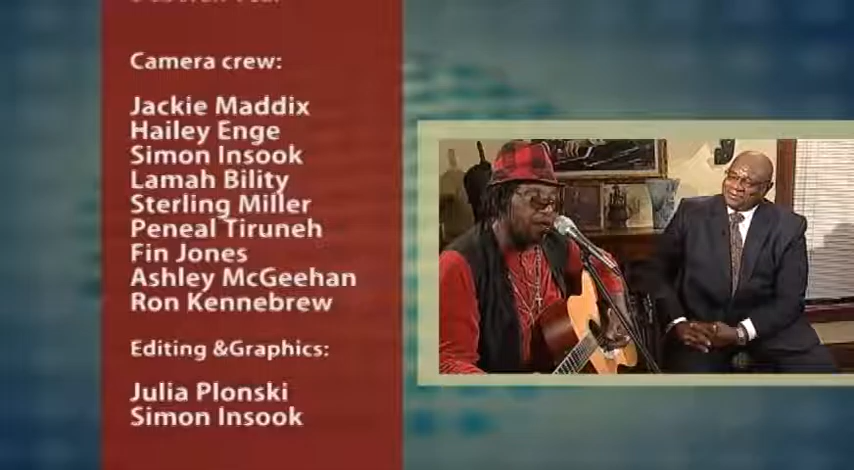 Camera crew:
Jackie Maddix
Hailey Enge
Simon Insook
Lamah Bility
Sterling Miller
Peneal Tiruneh
Fin Jones
Ashley McGeehan
Ron Kennebrew
Editing &Graphics:
Julia Plonski
Simon Insook